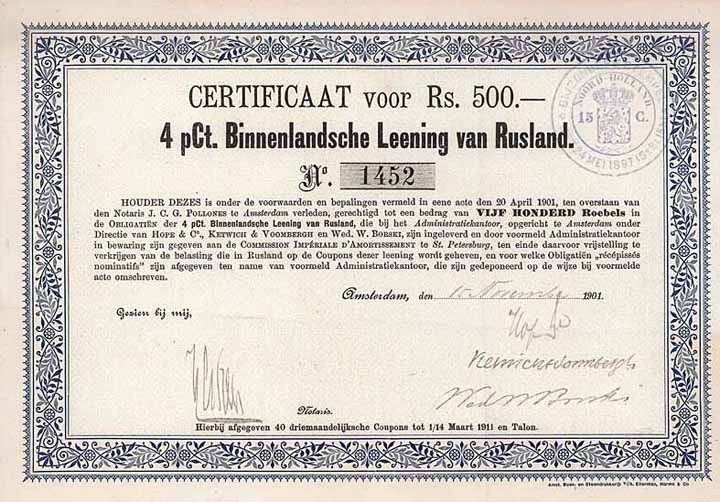 CERTIFICAAT voor Rs. 500.—
4 pCt. Binnenlandsche Leening van Rusland.
No. 1452
NOORD-HOLLAND
15 C.
HOUDER DEZES is onder de voorwaarden en bepalingen vermeld in eene acte den 20 April 1901, ten overstaan van
den Notaris J. C. G. POLLONES te Amsterdam verleden, gerechtigd tot een bedrag van VIJF HONDERD Roebels in
de OBLIGATIËN der 4 pCt. Binnenlandsche Leening van Rusland, die bij het Administratiekantoor, opgericht te Amsterdam onder
Directie van HOPE & Co., KETWICH & VOOMBERGH en WED. W. BORSKI, zijn ingeleverd en door voormeld Administratiekantoor
in bewaring zijn gegeven aan de COMMISSION IMPÉRIALE D'AMORTISSEMENT te St. Petersburg, ten einde daarvoor vrijstelling te
verkrijgen van de belasting die in Rusland op de Coupons dezer leening wordt geheven, en voor welke Obligatiën „récépissés
nominatifs” zijn afgegeven ten name van voormeld Administratiekantoor, die zijn gedeponeerd op de wijze bij voormelde
acte omschreven.
Amsterdam, den 15 November 1901.
Gezien bij mij,
Hope & Co
Ketwich & Voombergh
Wed W Borski
Notaris.
Hierbij afgegeven 40 driemaandelijksche Coupons tot 1/14 Maart 1911 en Talon.